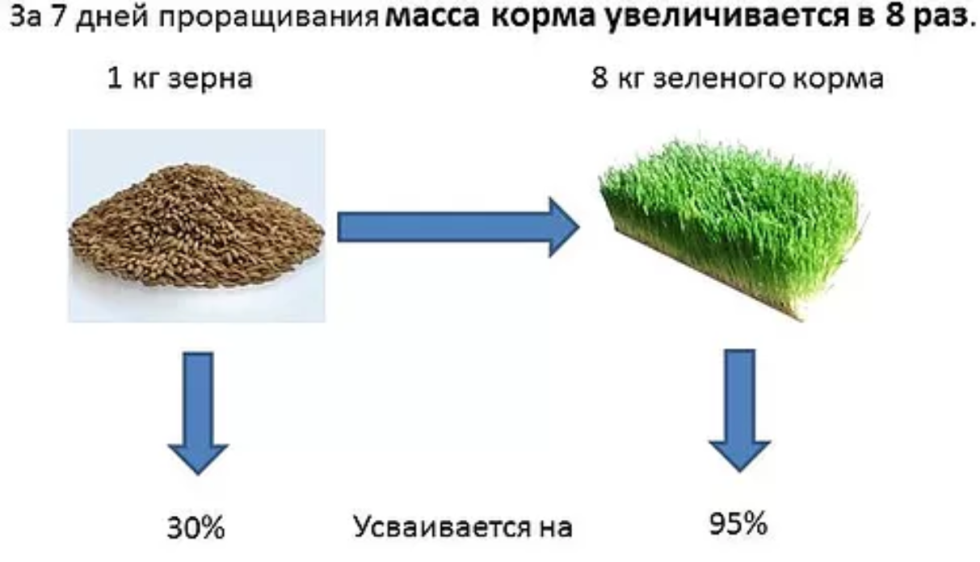 За 7 дней проращивания масса корма увеличивается в 8 раз.
1 кг зерна
8 кг зеленого корма
30%
Усваивается на
95%